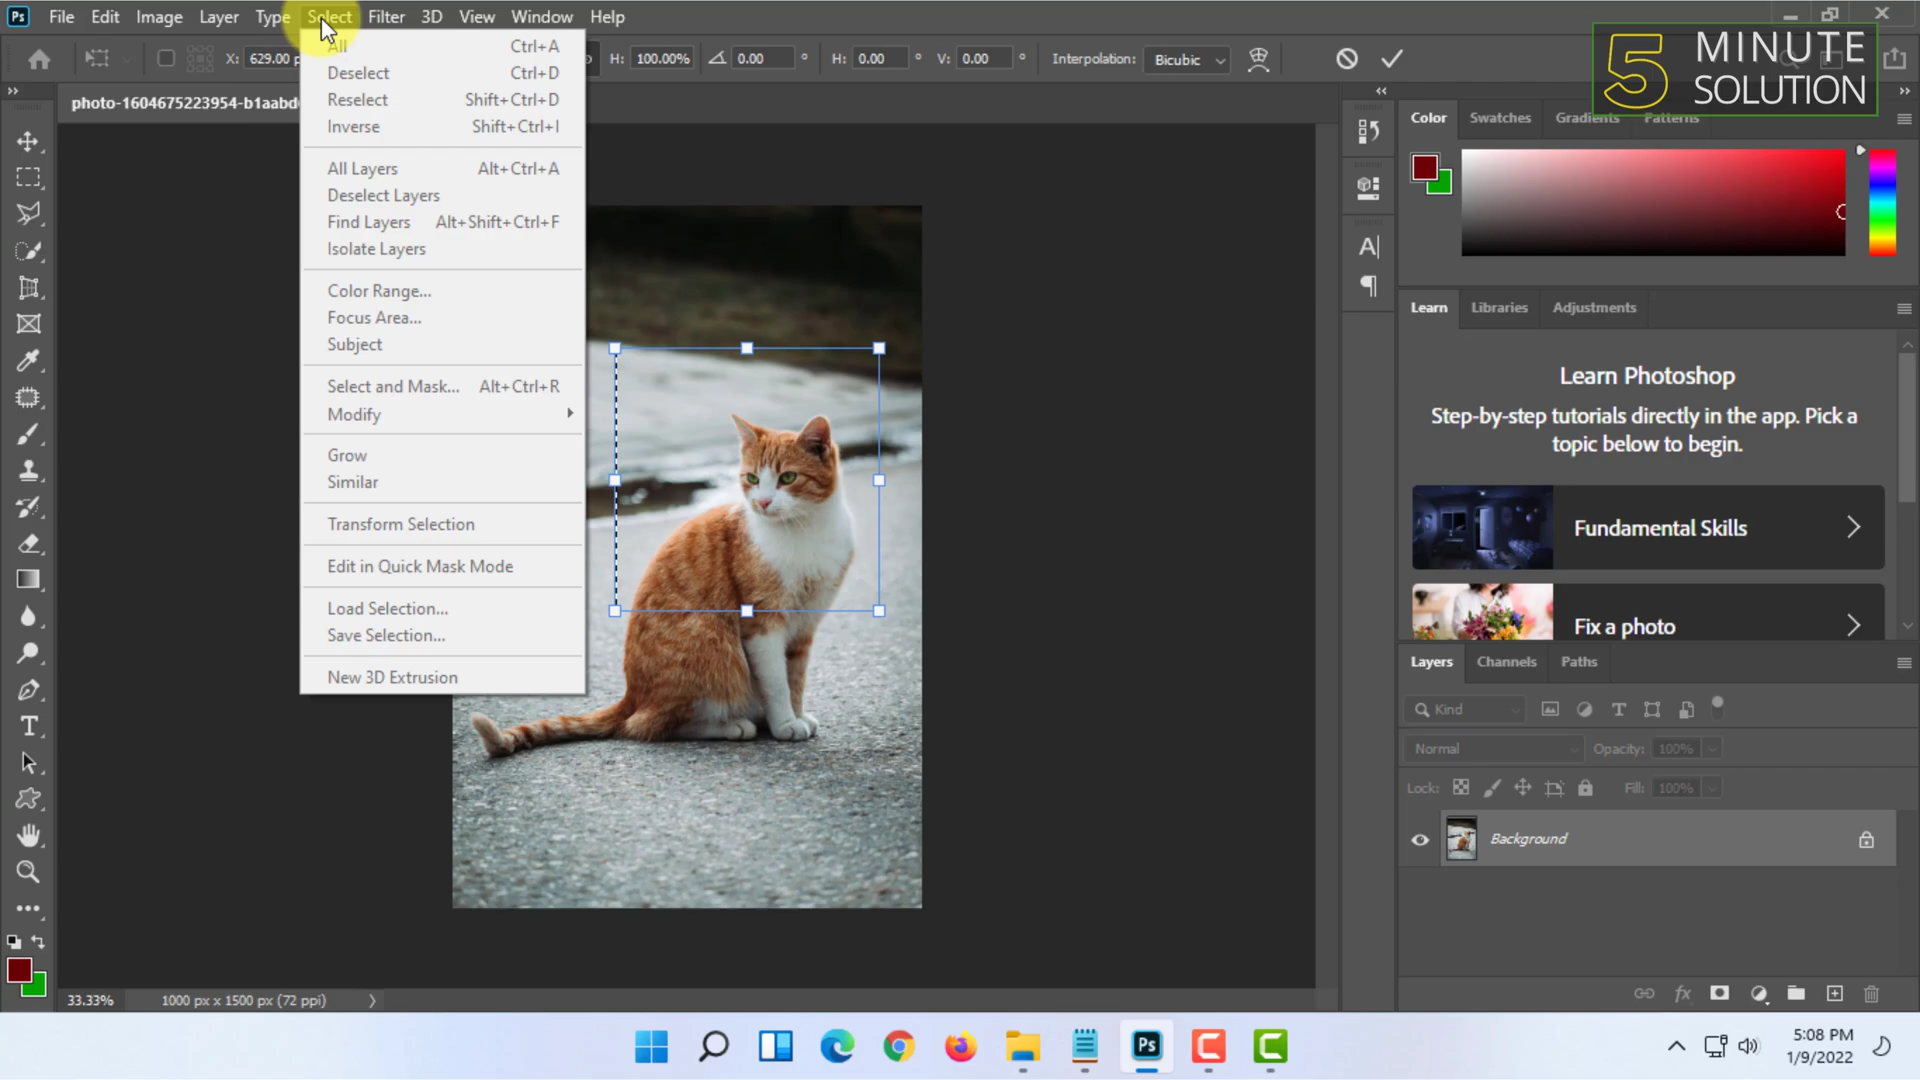 Ps File Edit Image Layer Type Select Filter 3D View Window Help
X: 629.00 p H: 100.00% 0.00 ° H: 0.00 ° V: 0.00 ° Interpolation: Bicubic
5 MINUTE
SOLUTION
photo-1604675223954-b1aabd
All Ctrl+A
Deselect Ctrl+D
Reselect Shift+Ctrl+D
Inverse Shift+Ctrl+I
All Layers Alt+Ctrl+A
Deselect Layers
Find Layers Alt+Shift+Ctrl+F
Isolate Layers
Color Range...
Focus Area...
Subject
Select and Mask... Alt+Ctrl+R
Modify
Grow
Similar
Transform Selection
Edit in Quick Mask Mode
Load Selection...
Save Selection...
New 3D Extrusion
Color Swatches Gradients Patterns
Learn Libraries Adjustments
Learn Photoshop
Step-by-step tutorials directly in the app. Pick a
topic below to begin.
Fundamental Skills
Fix a photo
Layers Channels Paths
Kind
Normal Opacity: 100%
Lock: Fill: 100%
Background
33.33% 1000 px x 1500 px (72 ppi)
Ps
5:08 PM
1/9/2022